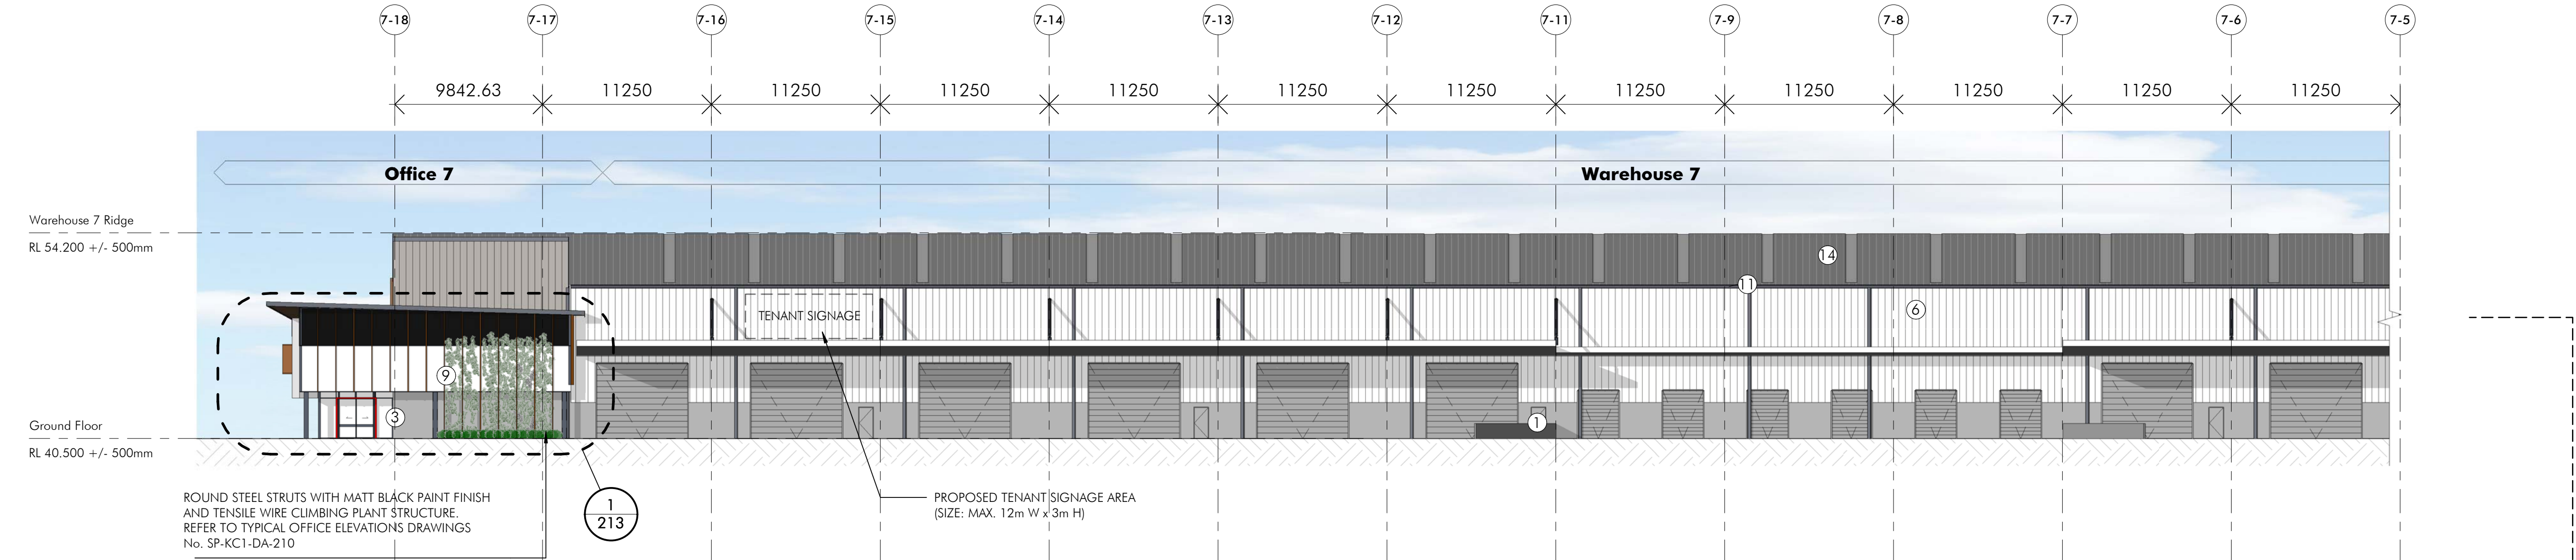 7-18 7-17 7-16 7-15 7-14 7-13 7-12 7-11 7-9 7-8 7-7 7-6 7-5
9842.63 11250 11250 11250 11250 11250 11250 11250 11250 11250 11250 11250
Office 7 Warehouse 7
Warehouse 7 Ridge
RL 54.200 +/- 500mm
14
11
6
TENANT SIGNAGE
9
3
1
Ground Floor
RL 40.500 +/- 500mm
ROUND STEEL STRUTS WITH MATT BLACK PAINT FINISH
AND TENSILE WIRE CLIMBING PLANT STRUCTURE.
REFER TO TYPICAL OFFICE ELEVATIONS DRAWINGS
No. SP-KC1-DA-210
1
213
PROPOSED TENANT SIGNAGE AREA
(SIZE: MAX. 12m W x 3m H)